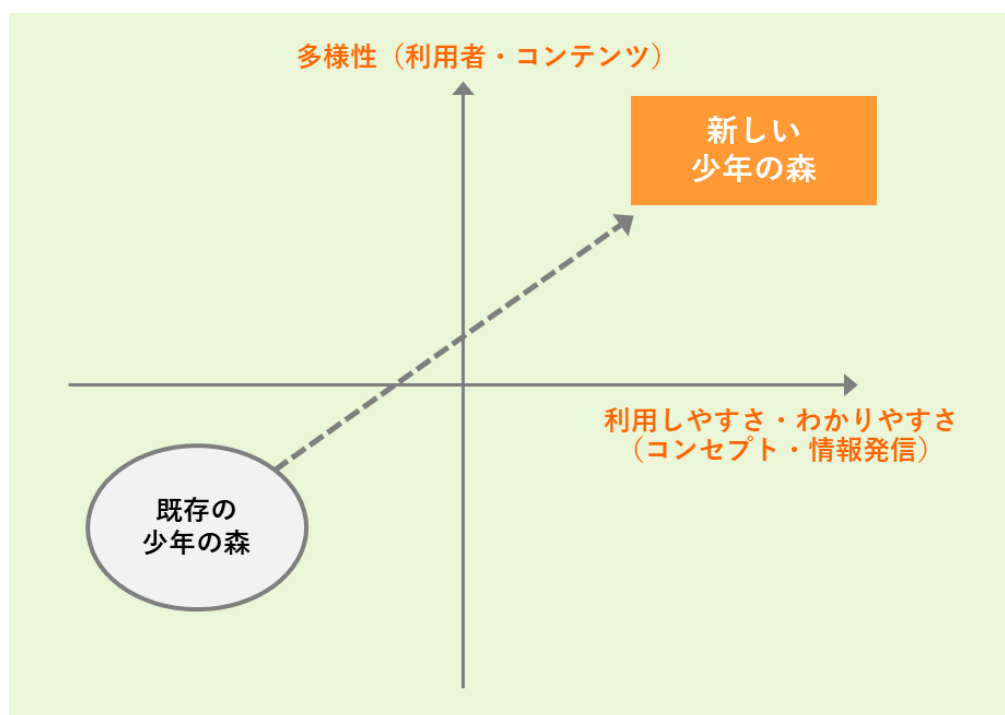 多様性（利用者・コンテンツ）
新しい
少年の森
利用しやすさ・わかりやすさ
（コンセプト・情報発信）
既存の
少年の森